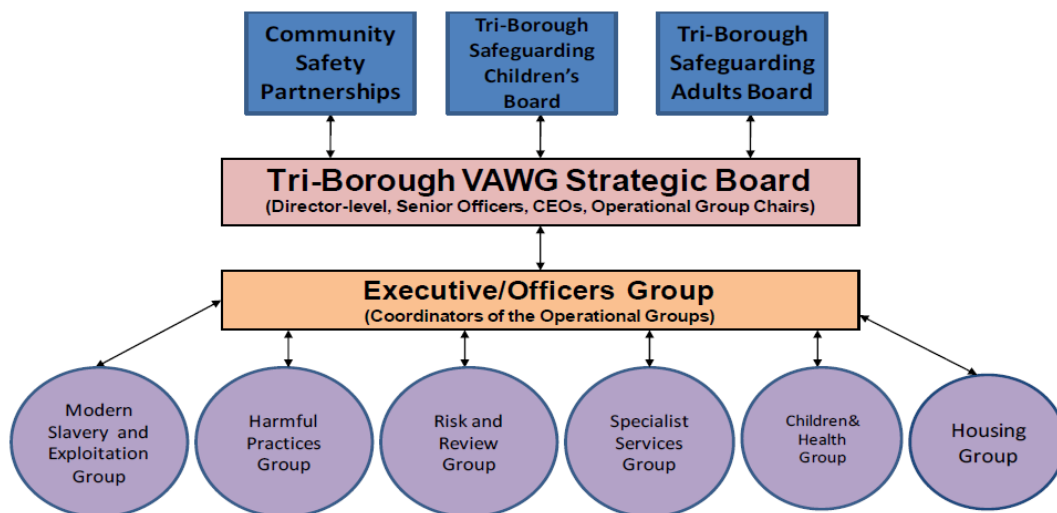 Community
Safety
Partnerships
Tri-Borough
Safeguarding
Children's
Board
Tri-Borough
Safeguarding
Adults Board
Tri-Borough VAWG Strategic Board
(Director-level, Senior Officers, CEOs, Operational Group Chairs)
Executive/Officers Group
(Coordinators of the Operational Groups)
Modern
Slavery and
Exploitation
Group
Harmful
Practices
Group
Risk and
Review
Group
Specialist
Services
Group
Children&
Health
Group
Housing
Group